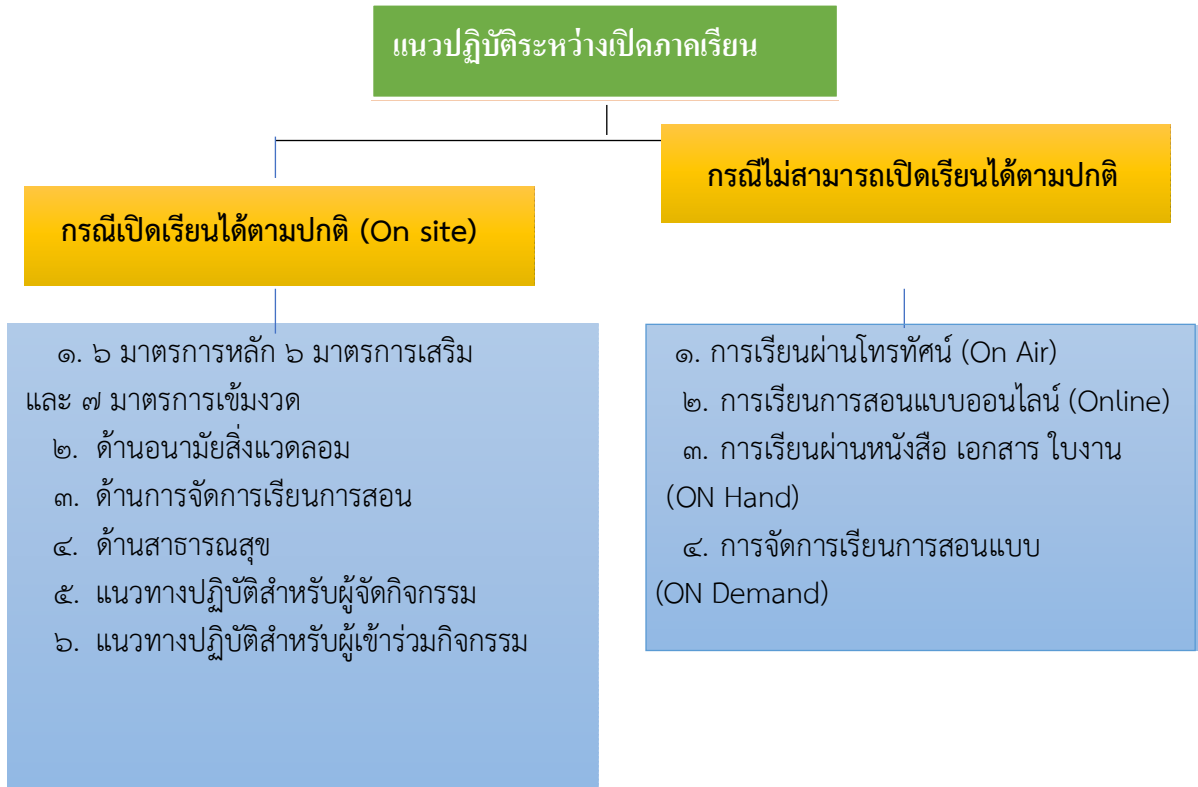 แนวปฏิบัติระหว่างเปิดภาคเรียน
กรณีเปิดเรียนได้ตามปกติ (On site)
๑. ๖ มาตรการหลัก ๖ มาตรการเสริม
และ ๗ มาตรการเข้มงวด
๒. ด้านอนามัยสิ่งแวดลอม
๓. ด้านการจัดการเรียนการสอน
๔. ด้านสาธารณสุข
๕. แนวทางปฏิบัติสำหรับผู้จัดกิจกรรม
๖. แนวทางปฏิบัติสำหรับผู้เข้าร่วมกิจกรรม
กรณีไม่สามารถเปิดเรียนได้ตามปกติ
๑. การเรียนผ่านโทรทัศน์ (On Air)
๒. การเรียนการสอนแบบออนไลน์ (Online)
๓. การเรียนผ่านหนังสือ เอกสาร ใบงาน
(ON Hand)
๔. การจัดการเรียนการสอนแบบ
(ON Demand)